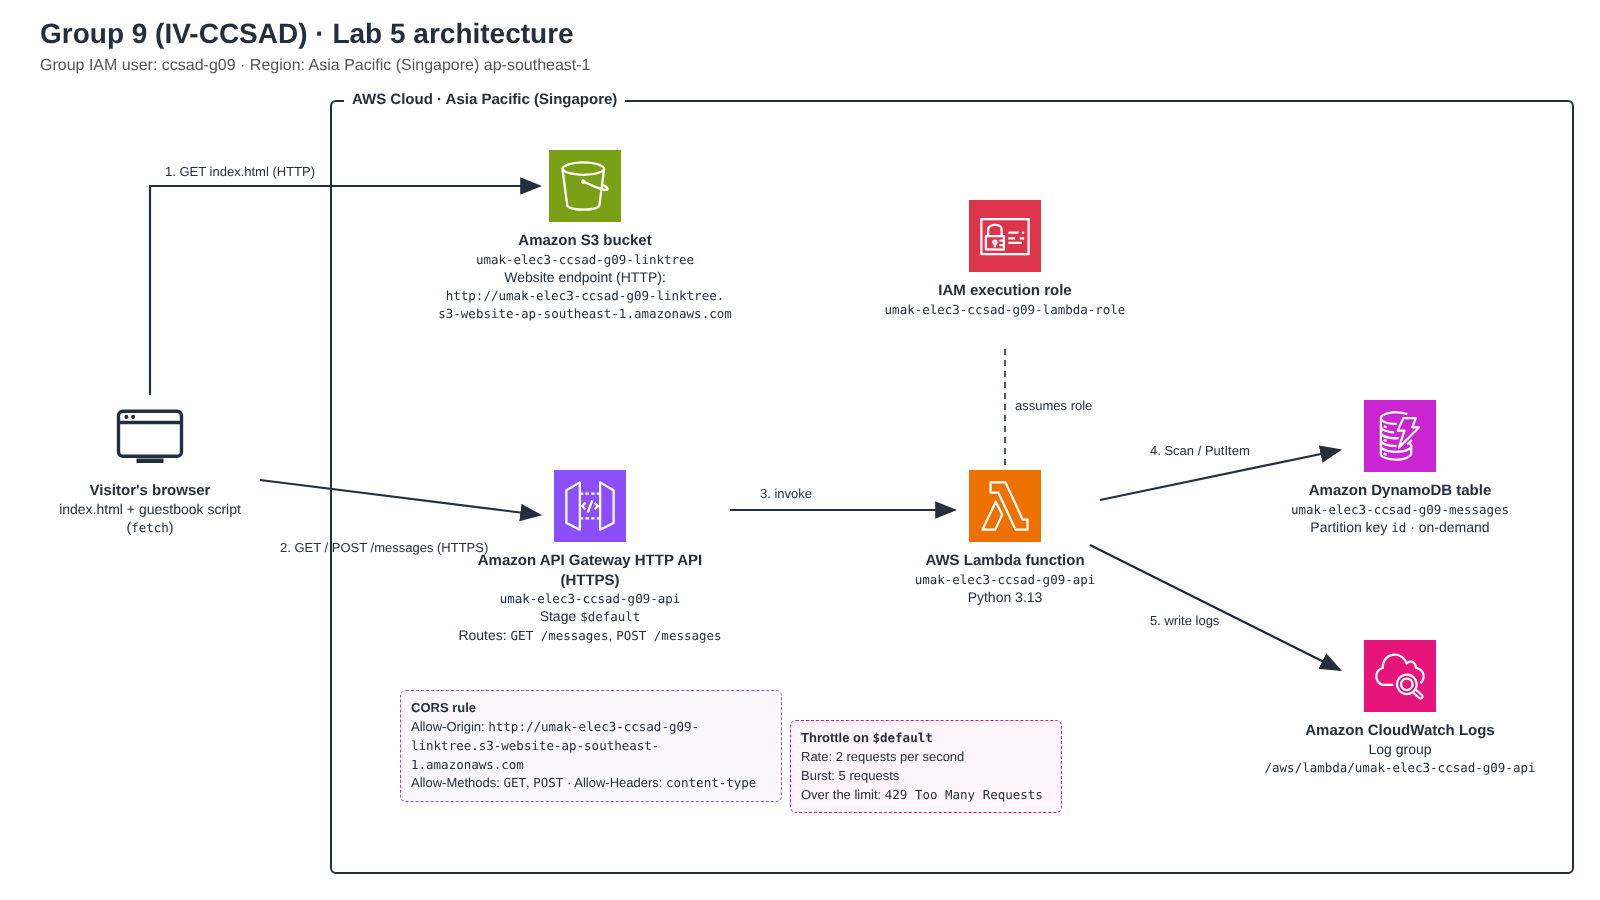 Group 9 (IV-CCSAD) · Lab 5 architecture
Group IAM user: ccsad-g09 · Region: Asia Pacific (Singapore) ap-southeast-1
AWS Cloud · Asia Pacific (Singapore)
1. GET index.html (HTTP)
Amazon S3 bucket
umak-elec3-ccsad-g09-linktree
Website endpoint (HTTP):
http://umak-elec3-ccsad-g09-linktree.
s3-website-ap-southeast-1.amazonaws.com
IAM execution role
umak-elec3-ccsad-g09-lambda-role
assumes role
Visitor's browser
index.html + guestbook script
(fetch)
2. GET / POST /messages (HTTPS)
Amazon API Gateway HTTP API
(HTTPS)
umak-elec3-ccsad-g09-api
Stage $default
Routes: GET /messages, POST /messages
3. invoke
AWS Lambda function
umak-elec3-ccsad-g09-api
Python 3.13
4. Scan / PutItem
Amazon DynamoDB table
umak-elec3-ccsad-g09-messages
Partition key id · on-demand
5. write logs
Amazon CloudWatch Logs
Log group
/aws/lambda/umak-elec3-ccsad-g09-api
CORS rule
Allow-Origin: http://umak-elec3-ccsad-g09-
linktree.s3-website-ap-southeast-
1.amazonaws.com
Allow-Methods: GET, POST · Allow-Headers: content-type
Throttle on $default
Rate: 2 requests per second
Burst: 5 requests
Over the limit: 429 Too Many Requests